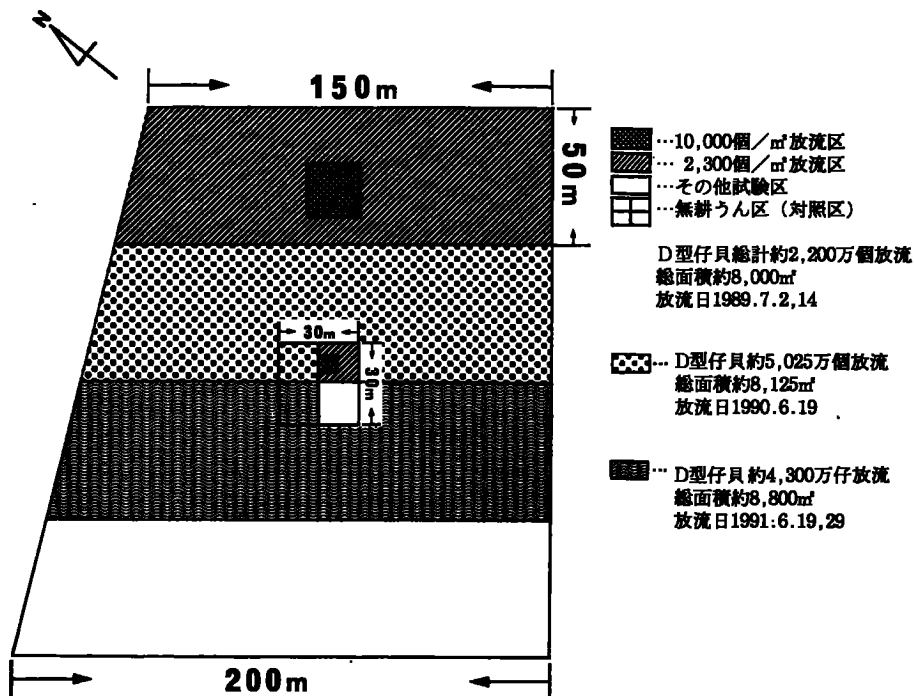 N
150m
50m
…10,000個／㎡放流区
… 2,300個／㎡放流区
…その他試験区
…無耕うん区（対照区）
D型仔貝総計約2,200万個放流
総面積約8,000㎡
放流日1989.7.2,14
30m
30m
… D型仔貝約5,025万個放流
総面積約8,125㎡
放流日1990.6.19
… D型仔貝約4,300万仔放流
総面積約8,800㎡
放流日1991:6.19,29
200m